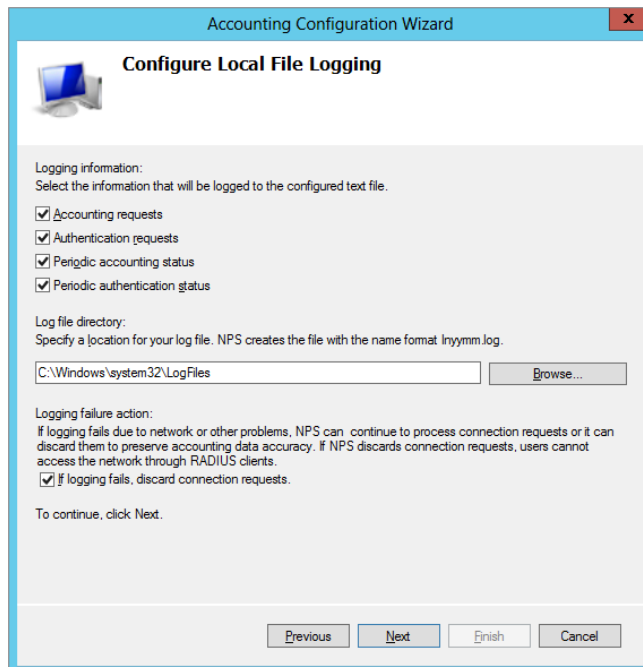 Accounting Configuration Wizard
x
Configure Local File Logging
Logging information:
Select the information that will be logged to the configured text file.
Accounting requests
Authentication requests
Periodic accounting status
Periodic authentication status
Log file directory:
Specify a location for your log file. NPS creates the file with the name format Inyymm.log.
C:\Windows\system32\LogFiles
Browse...
Logging failure action:
If logging fails due to network or other problems, NPS can continue to process connection requests or it can
discard them to preserve accounting data accuracy. If NPS discards connection requests, users cannot
access the network through RADIUS clients.
If logging fails, discard connection requests.
To continue, click Next.
Previous
Next
Finish
Cancel